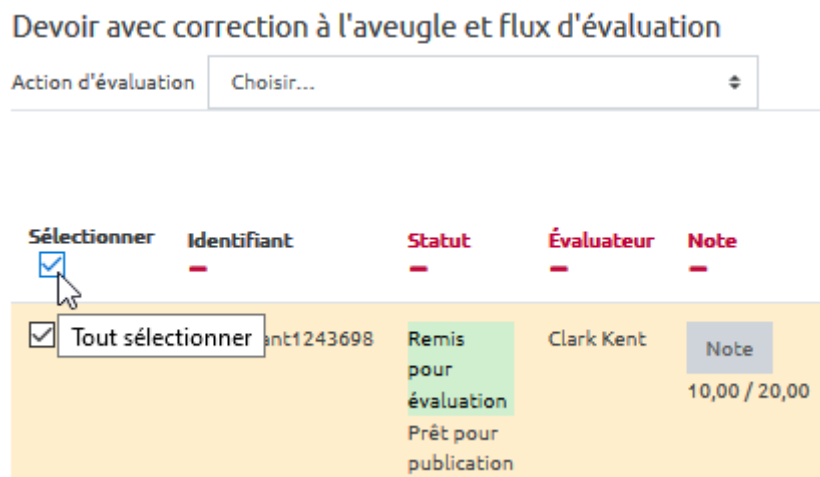 Devoir avec correction à l'aveugle et flux d'évaluation
Action d'évaluation Choisir...
Sélectionner Identifiant Statut Évaluateur Note
Tout sélectionner ant1243698 Remis Clark Kent Note
pour
évaluation 10,00 / 20,00
Prêt pour
publication